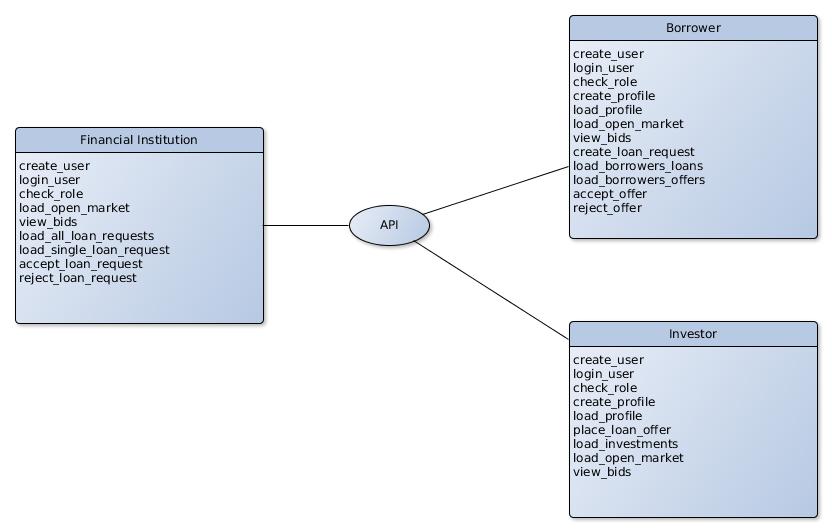 Financial Institution
create_user
login_user
check_role
load_open_market
view_bids
load_all_loan_requests
load_single_loan_request
accept_loan_request
reject_loan_request
API
Borrower
create_user
login_user
check_role
create_profile
load_profile
load_open_market
view_bids
create_loan_request
load_borrowers_loans
load_borrowers_offers
accept_offer
reject_offer
Investor
create_user
login_user
check_role
create_profile
load_profile
place_loan_offer
load_investments
load_open_market
view_bids